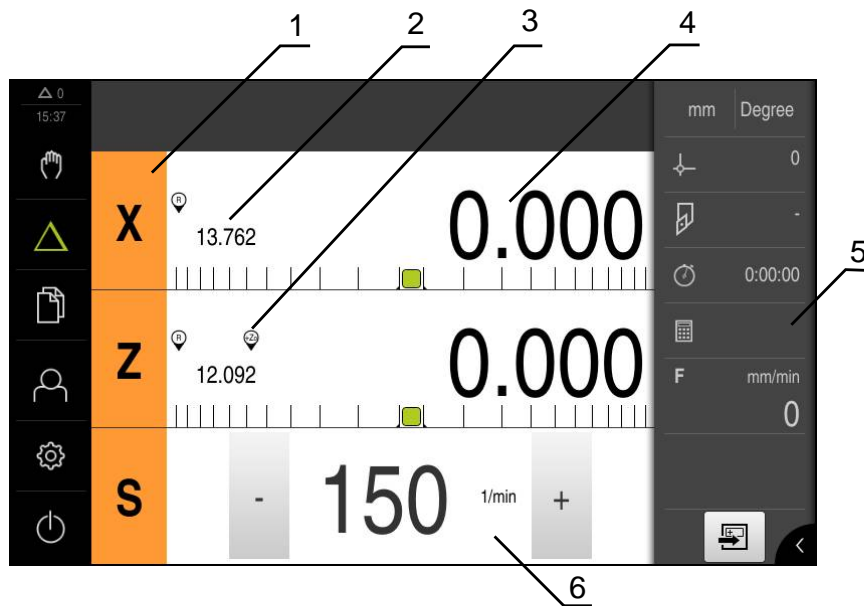 1
2
3
4
△ 0
15:37
mm
Degree
X
R
13.762
0.000
0
-
0:00:00
5
Z
R
+Z0
12.092
0.000
F
mm/min
0
S
-
150
1/min
+
6